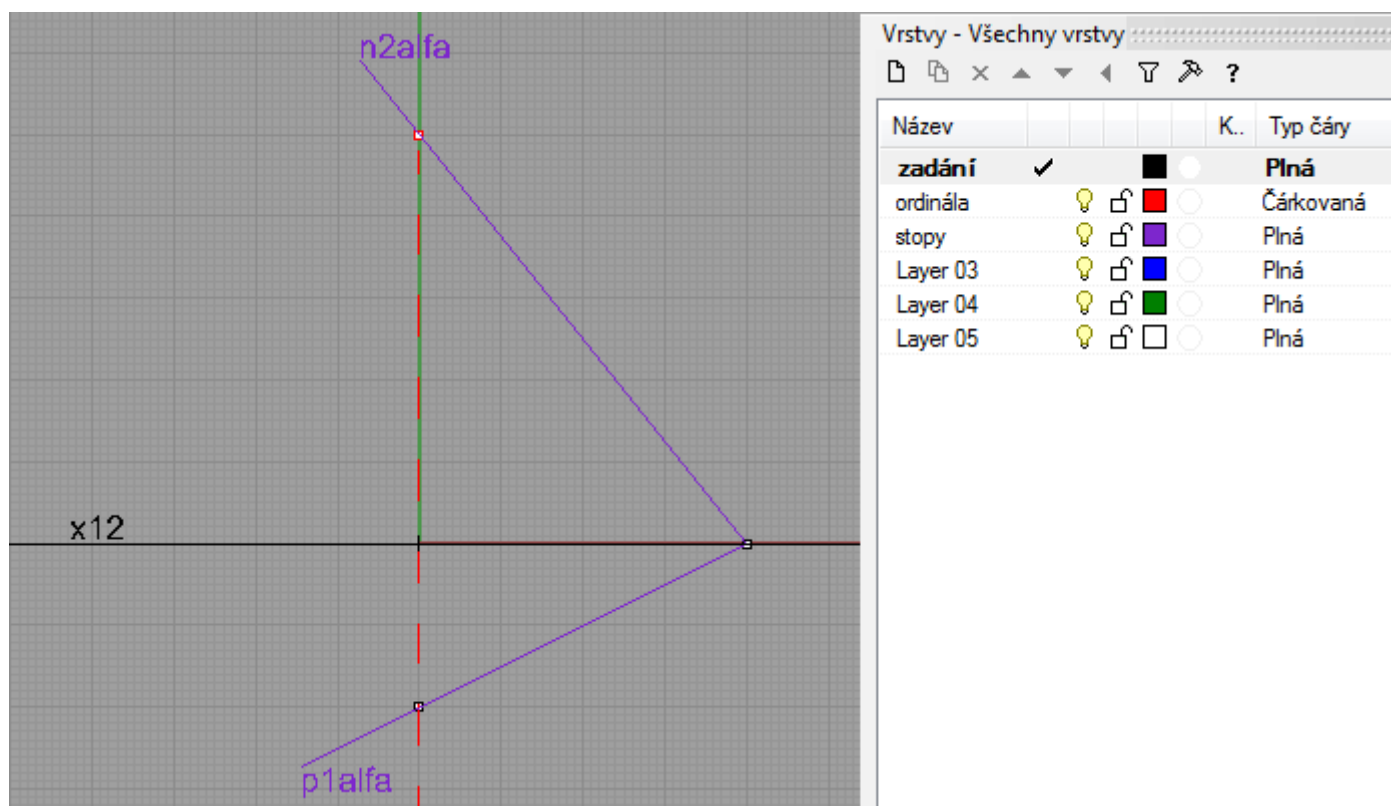 n2alfa
x12
p1alfa
Vrstvy - Všechny vrstvy
?
Název K.. Typ čáry
zadání Plná
ordinála Čárkovaná
stopy Plná
Layer 03 Plná
Layer 04 Plná
Layer 05 Plná